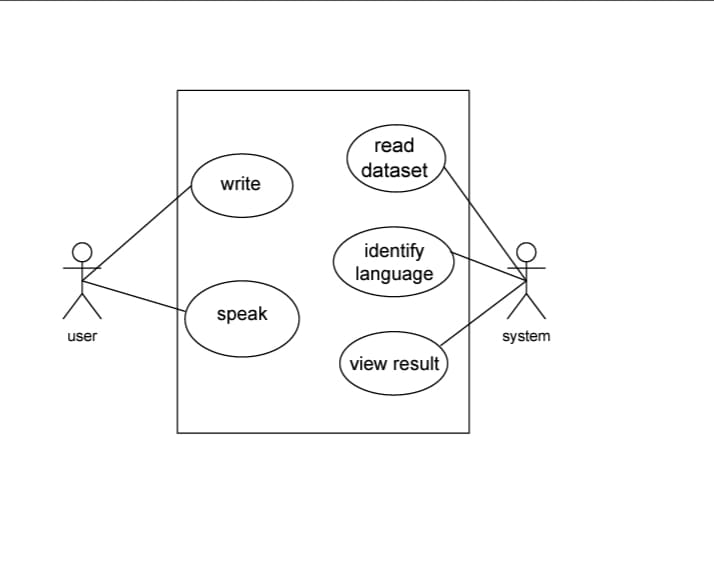 write
speak
read
dataset
identify
language
view result
user
system